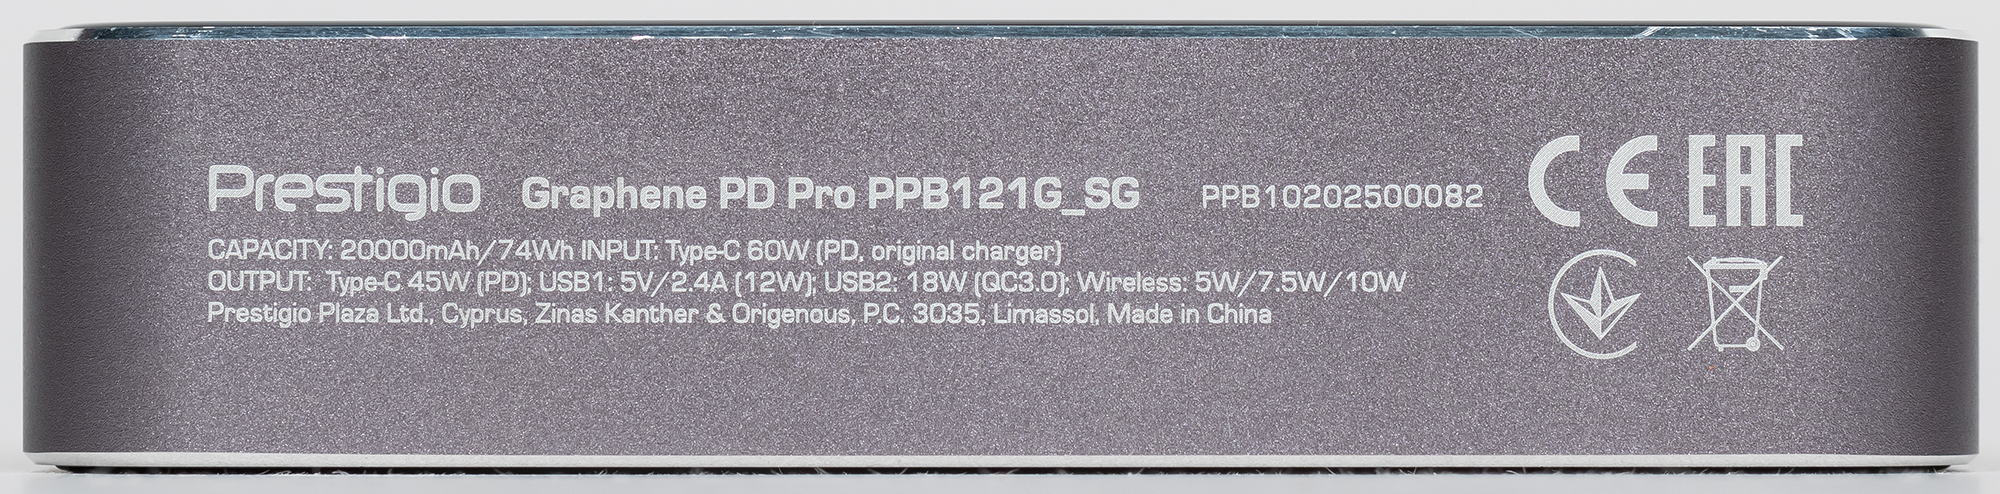 Prestigio Graphene PD Pro PPB121G_SG PPB10202500082 CE EAC
CAPACITY: 20000mAh/74Wh INPUT: Type-C 60W (PD, original charger)
OUTPUT: Type-C 45W (PD); USB1: 5V/2.4A (12W); USB2: 18W (QC3.0); Wireless: 5W/7.5W/10W
Prestigio Plaza Ltd., Cyprus, Zinas Kanther & Origenous, P.C. 3035, Limassol, Made in China